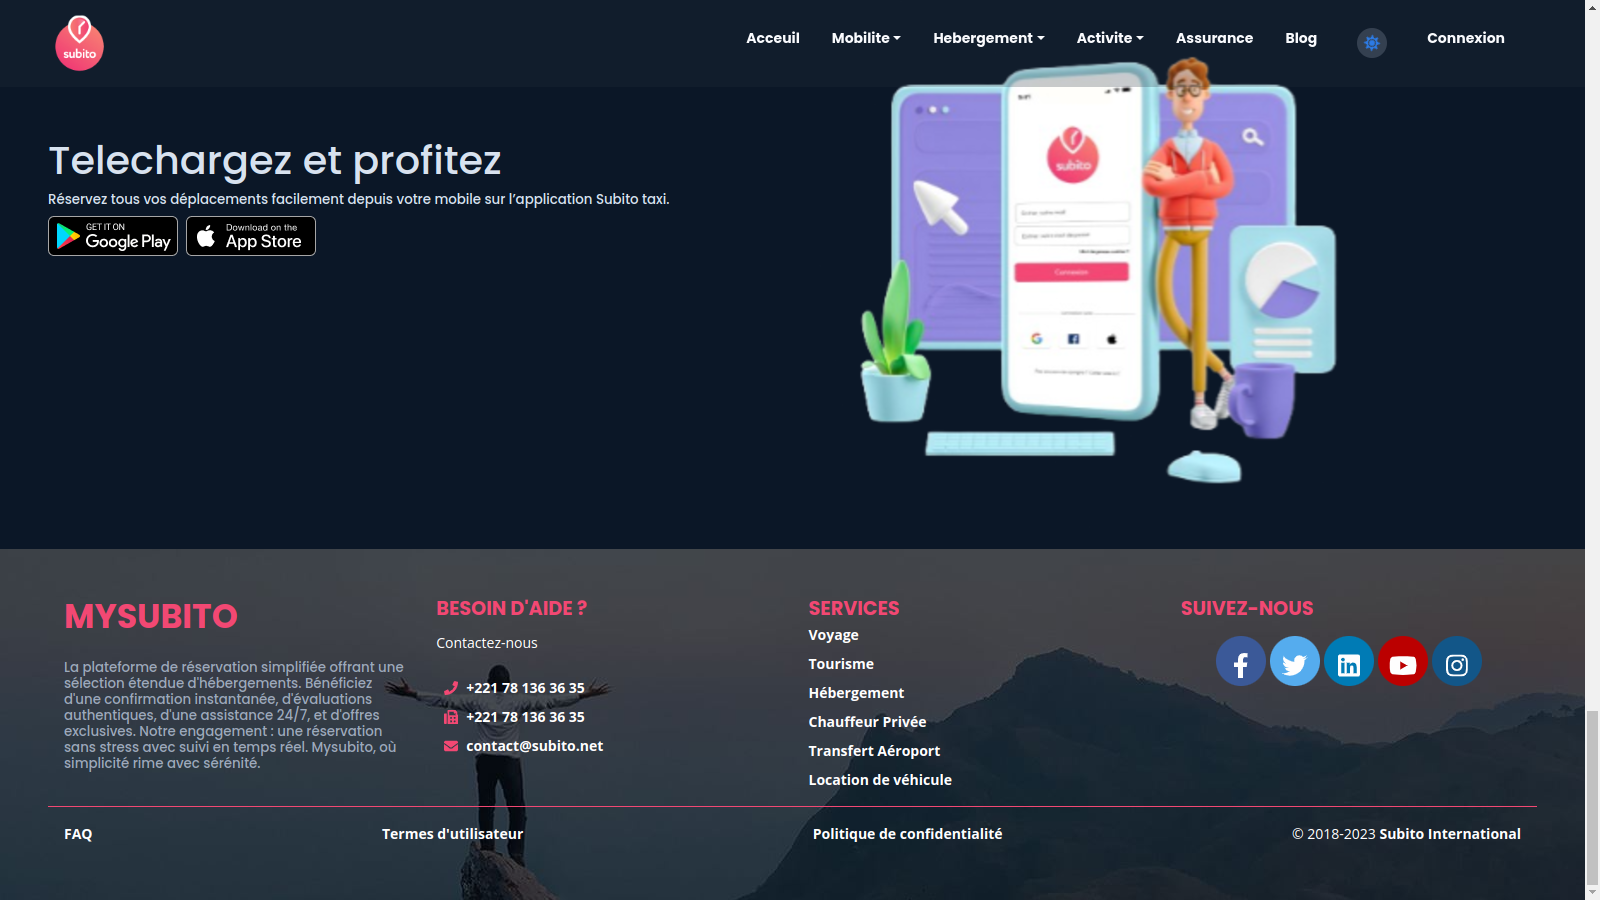 subito
Acceuil
Mobilite
Hebergement
Activite
Assurance
Blog
Connexion
Telechargez et profitez
Réservez tous vos déplacements facilement depuis votre mobile sur l’application Subito taxi.
GET IT ON
Google Play
Download on the
App Store
subito
Connexion
MYSUBITO
La plateforme de réservation simplifiée offrant une
sélection étendue d'hébergements. Bénéficiez
d'une confirmation instantanée, d'évaluations
authentiques, d'une assistance 24/7, et d'offres
exclusives. Notre engagement : une réservation
sans stress avec suivi en temps réel. Mysubito, où
simplicité rime avec sérénité.
BESOIN D'AIDE ?
Contactez-nous
+221 78 136 36 35
+221 78 136 36 35
contact@subito.net
SERVICES
Voyage
Tourisme
Hébergement
Chauffeur Privée
Transfert Aéroport
Location de véhicule
SUIVEZ-NOUS
FAQ
Termes d'utilisateur
Politique de confidentialité
© 2018-2023 Subito International